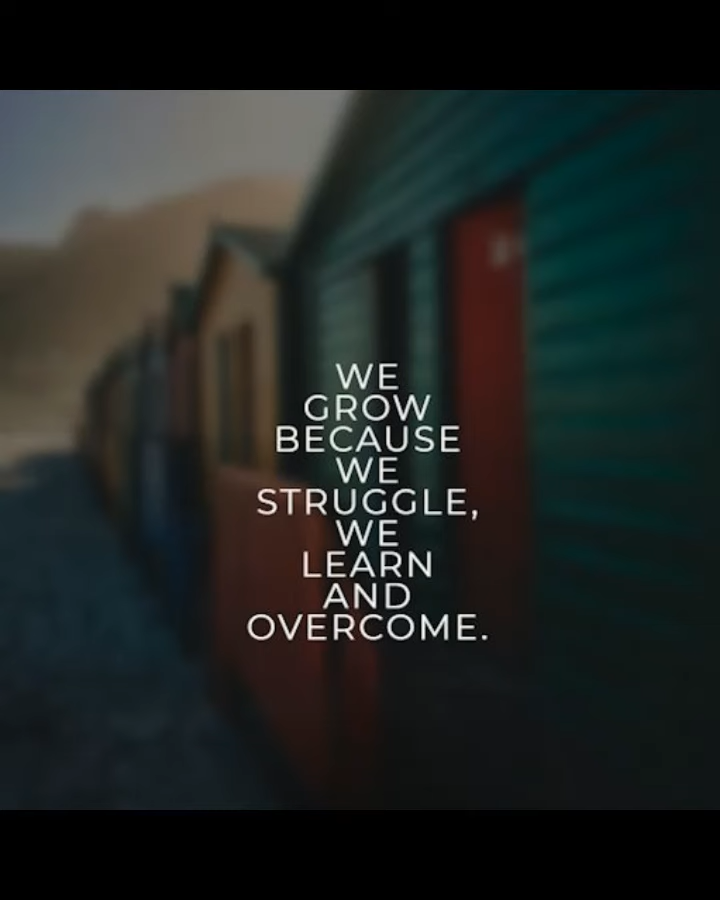 WE
GROW
BECAUSE
WE
STRUGGLE,
WE
LEARN
AND
OVERCOME.